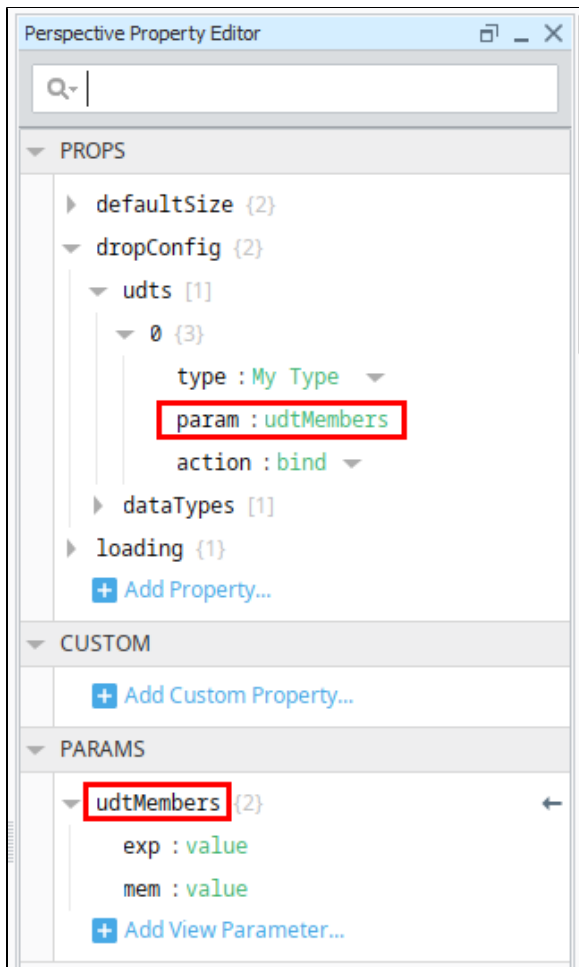 Perspective Property Editor
PROPS
defaultSize {2}
dropConfig {2}
udts [1]
0 {3}
type : My Type
param : udtMembers
action : bind
dataTypes [1]
loading {1}
Add Property...
CUSTOM
Add Custom Property...
PARAMS
udtMembers {2}
exp : value
mem : value
Add View Parameter...